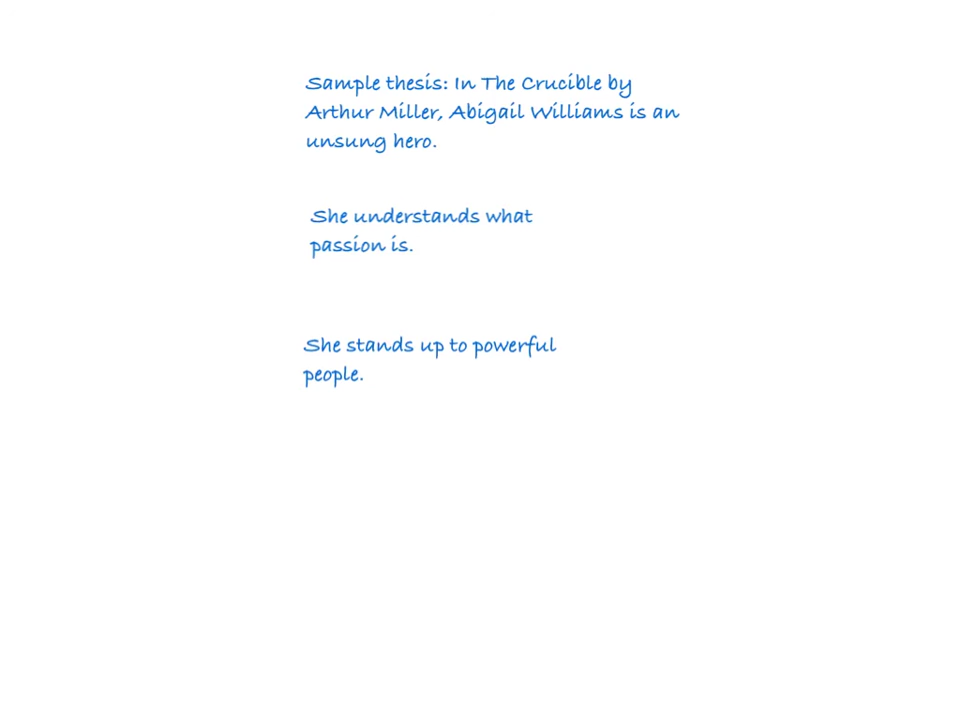 Sample thesis: In The Crucible by
Arthur Miller, Abigail Williams is an
unsung hero.
She understands what
passion is.
She stands up to powerful
people.